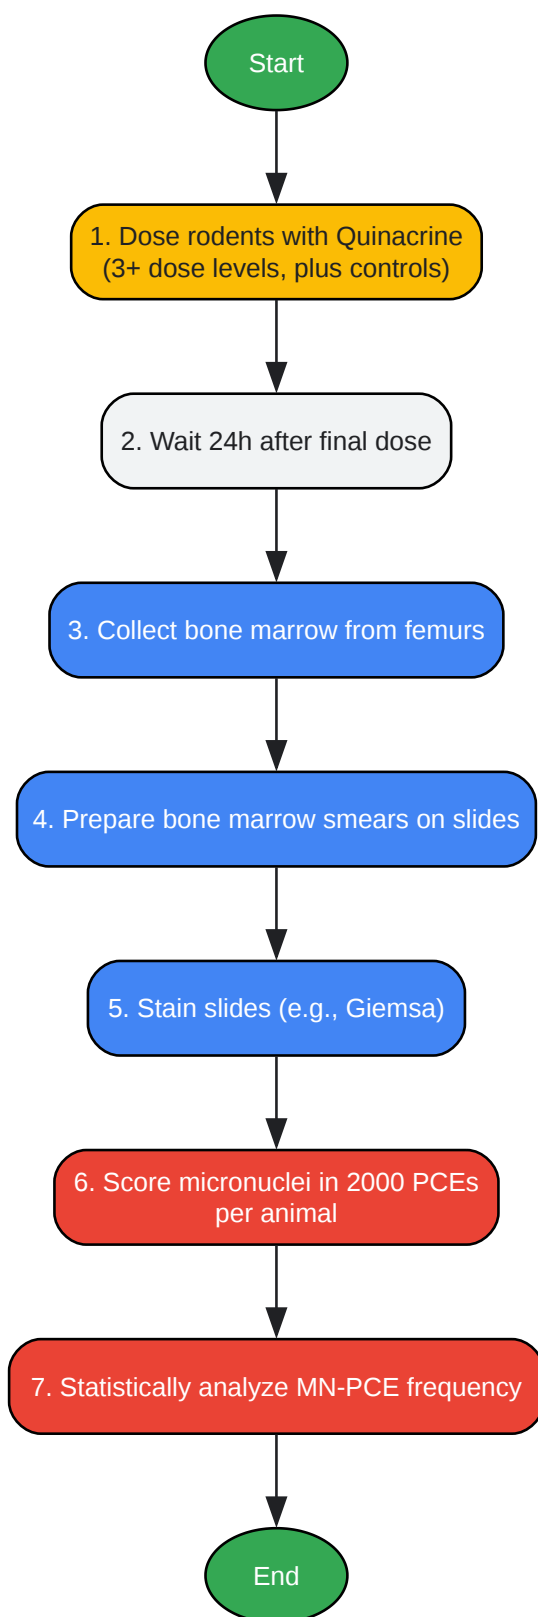 Start
1. Dose rodents with Quinacrine
(3+ dose levels, plus controls)
2. Wait 24h after final dose
3. Collect bone marrow from femurs
4. Prepare bone marrow smears on slides
5. Stain slides (e.g., Giemsa)
6. Score micronuclei in 2000 PCEs
per animal
7. Statistically analyze MN-PCE frequency
End